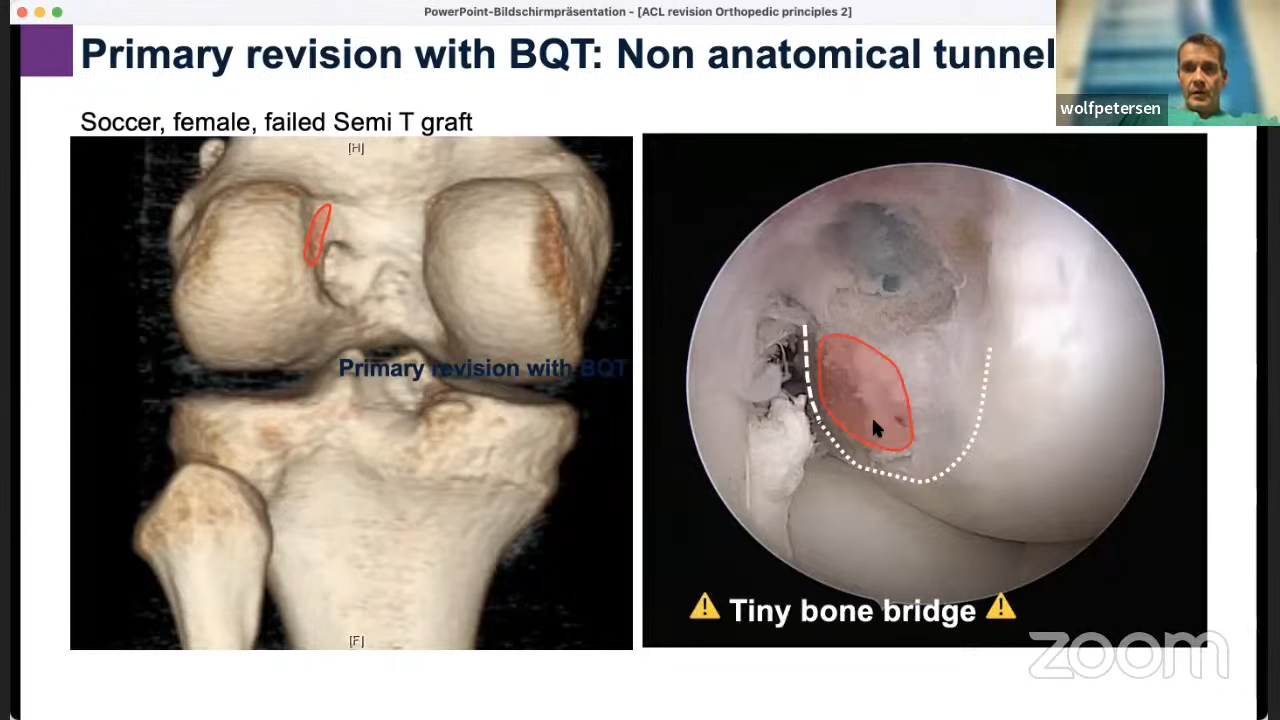 PowerPoint-Bildschirmpräsentation - [ACL revision Orthopedic principles 2]
Primary revision with BQT: Non anatomical tunnel
wolfpetersen
Soccer, female, failed Semi T graft
[H]
Primary revision with BQT
[F]
Tiny bone bridge
zoom